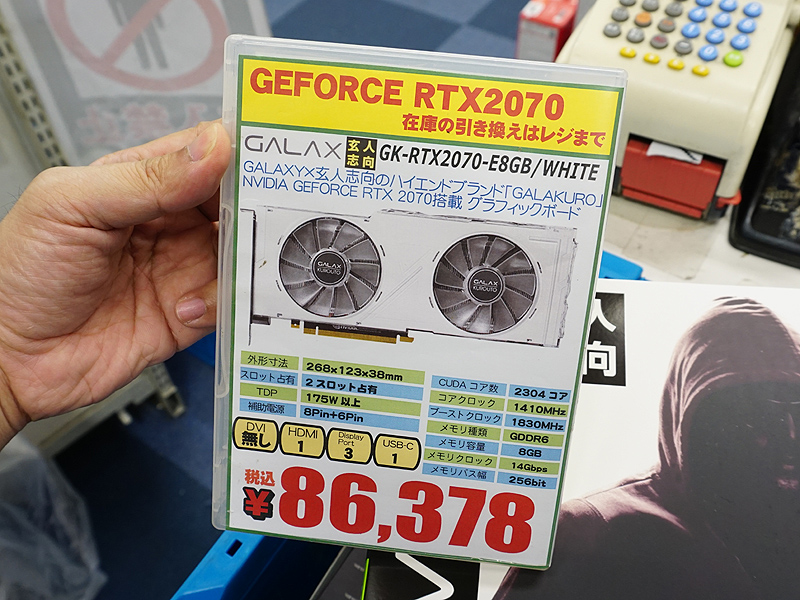 GEFORCE RTX2070
在庫の引き換えはレジまで
GALAX 玄人志向 GK-RTX2070-E8GB/WHITE
GALAXY×玄人志向のハイエンドブランド「GALAKURO」
NVIDIA GEFORCE RTX 2070搭載 グラフィックボード
GALAX
KUROUTO
GALAX
KUROUTO
外形寸法 268x123x38mm
スロット占有 2スロット占有
TDP 175W 以上
補助電源 8Pin+6Pin
CUDA コア数 2304 コア
コアクロック 1410MHz
ブーストクロック 1830MHz
メモリ種類 GDDR6
メモリ容量 8GB
メモリクロック 14Gbps
メモリバス幅 256bit
DVI 無し
HDMI 1
Display Port 3
USB-C 1
税込
¥86,378
人
向